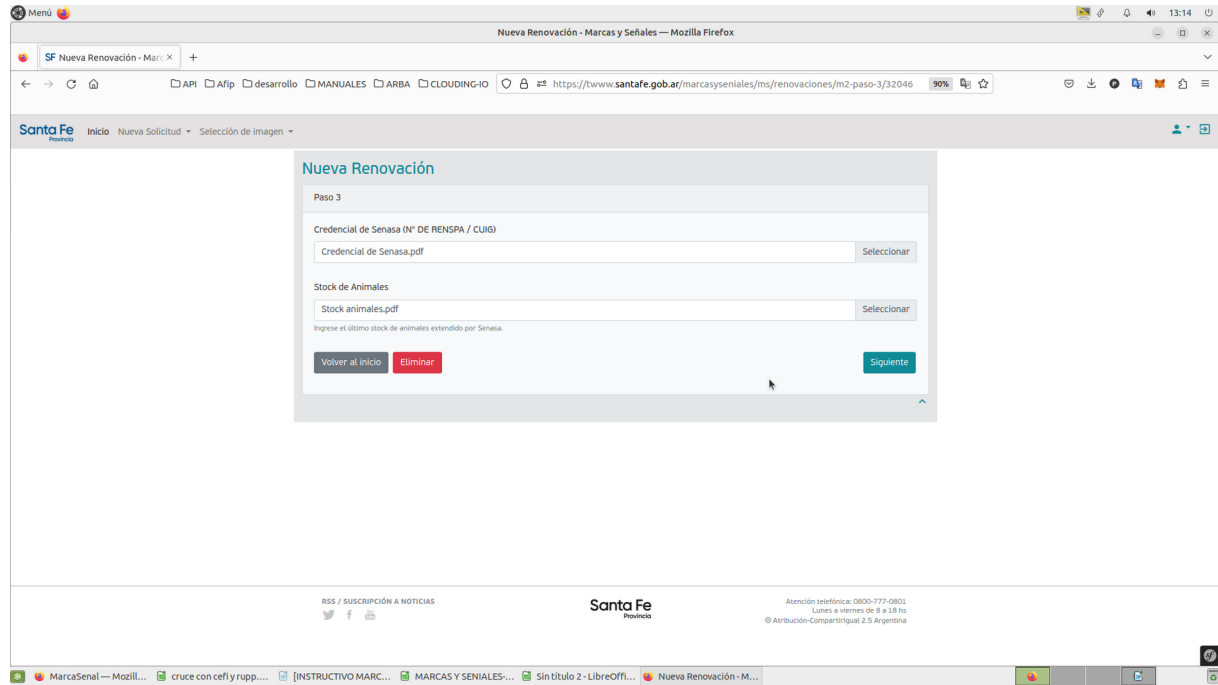 Menú
13:14
Nueva Renovación - Marcas y Señales — Mozilla Firefox
SF Nueva Renovación - Marc
API Afip desarrollo MANUALES ARBA CLOUDING-IO https://twww.santafe.gob.ar/marcasyseniales/ms/renovaciones/m2-paso-3/32046 90%
Santa Fe
Provincia
Inicio Nueva Solicitud Selección de imagen
Nueva Renovación
Paso 3
Credencial de Senasa (N° DE RENSPA / CUIG)
Credencial de Senasa.pdf Seleccionar
Stock de Animales
Stock animales.pdf Seleccionar
Ingrese el último stock de animales extendido por Senasa.
Volver al inicio Eliminar Siguiente
RSS / SUSCRIPCIÓN A NOTICIAS
Santa Fe
Provincia
Atención telefónica: 0800-777-0801
Lunes a viernes de 8 a 18 hs
Atribución-CompartirIgual 2.5 Argentina
sf
MarcaSenal — Mozill... cruce con cefi y rupp.... [INSTRUCTIVO MARC... MARCAS Y SENIALES-... Sin título 2 - LibreOffi... Nueva Renovación - M...